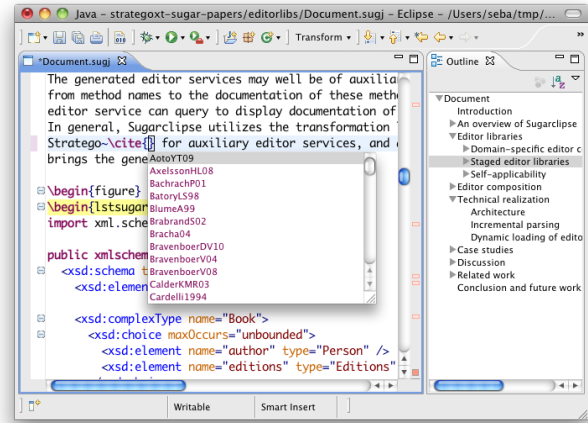 Java - strategoxt-sugar-papers/editorlibs/Document.sugj - Eclipse - /Users/seba/tmp/...
Transform
*Document.sugj
The generated editor services may well be of auxilia
from method names to the documentation of these metho
editor service can query to display documentation of
In general, Sugarclipse utilizes the transformation
Stratego~\cite{} for auxiliary editor services, and
brings the gene
\begin{figure}
\begin{lstsugar
import xml.sche
public xmlschem
<xsd:schema t
<xsd:elemen
<xsd:complexType name="Book">
<xsd:choice maxOccurs="unbounded">
<xsd:element name="author" type="Person" />
<xsd:element name="editions" type="Editions"
AotoYT09
AxelssonHL08
BachrachP01
BatoryLS98
BlumeA99
BrabrandS02
Bracha04
BravenboerDV10
BravenboerV04
BravenboerV08
CalderKMR03
Cardelli1994
Outline
Document
Introduction
An overview of Sugarclipse
Editor libraries
Domain-specific editor c
Staged editor libraries
Self-applicability
Editor composition
Technical realization
Architecture
Incremental parsing
Dynamic loading of edito
Case studies
Discussion
Related work
Conclusion and future work
Writable
Smart Insert